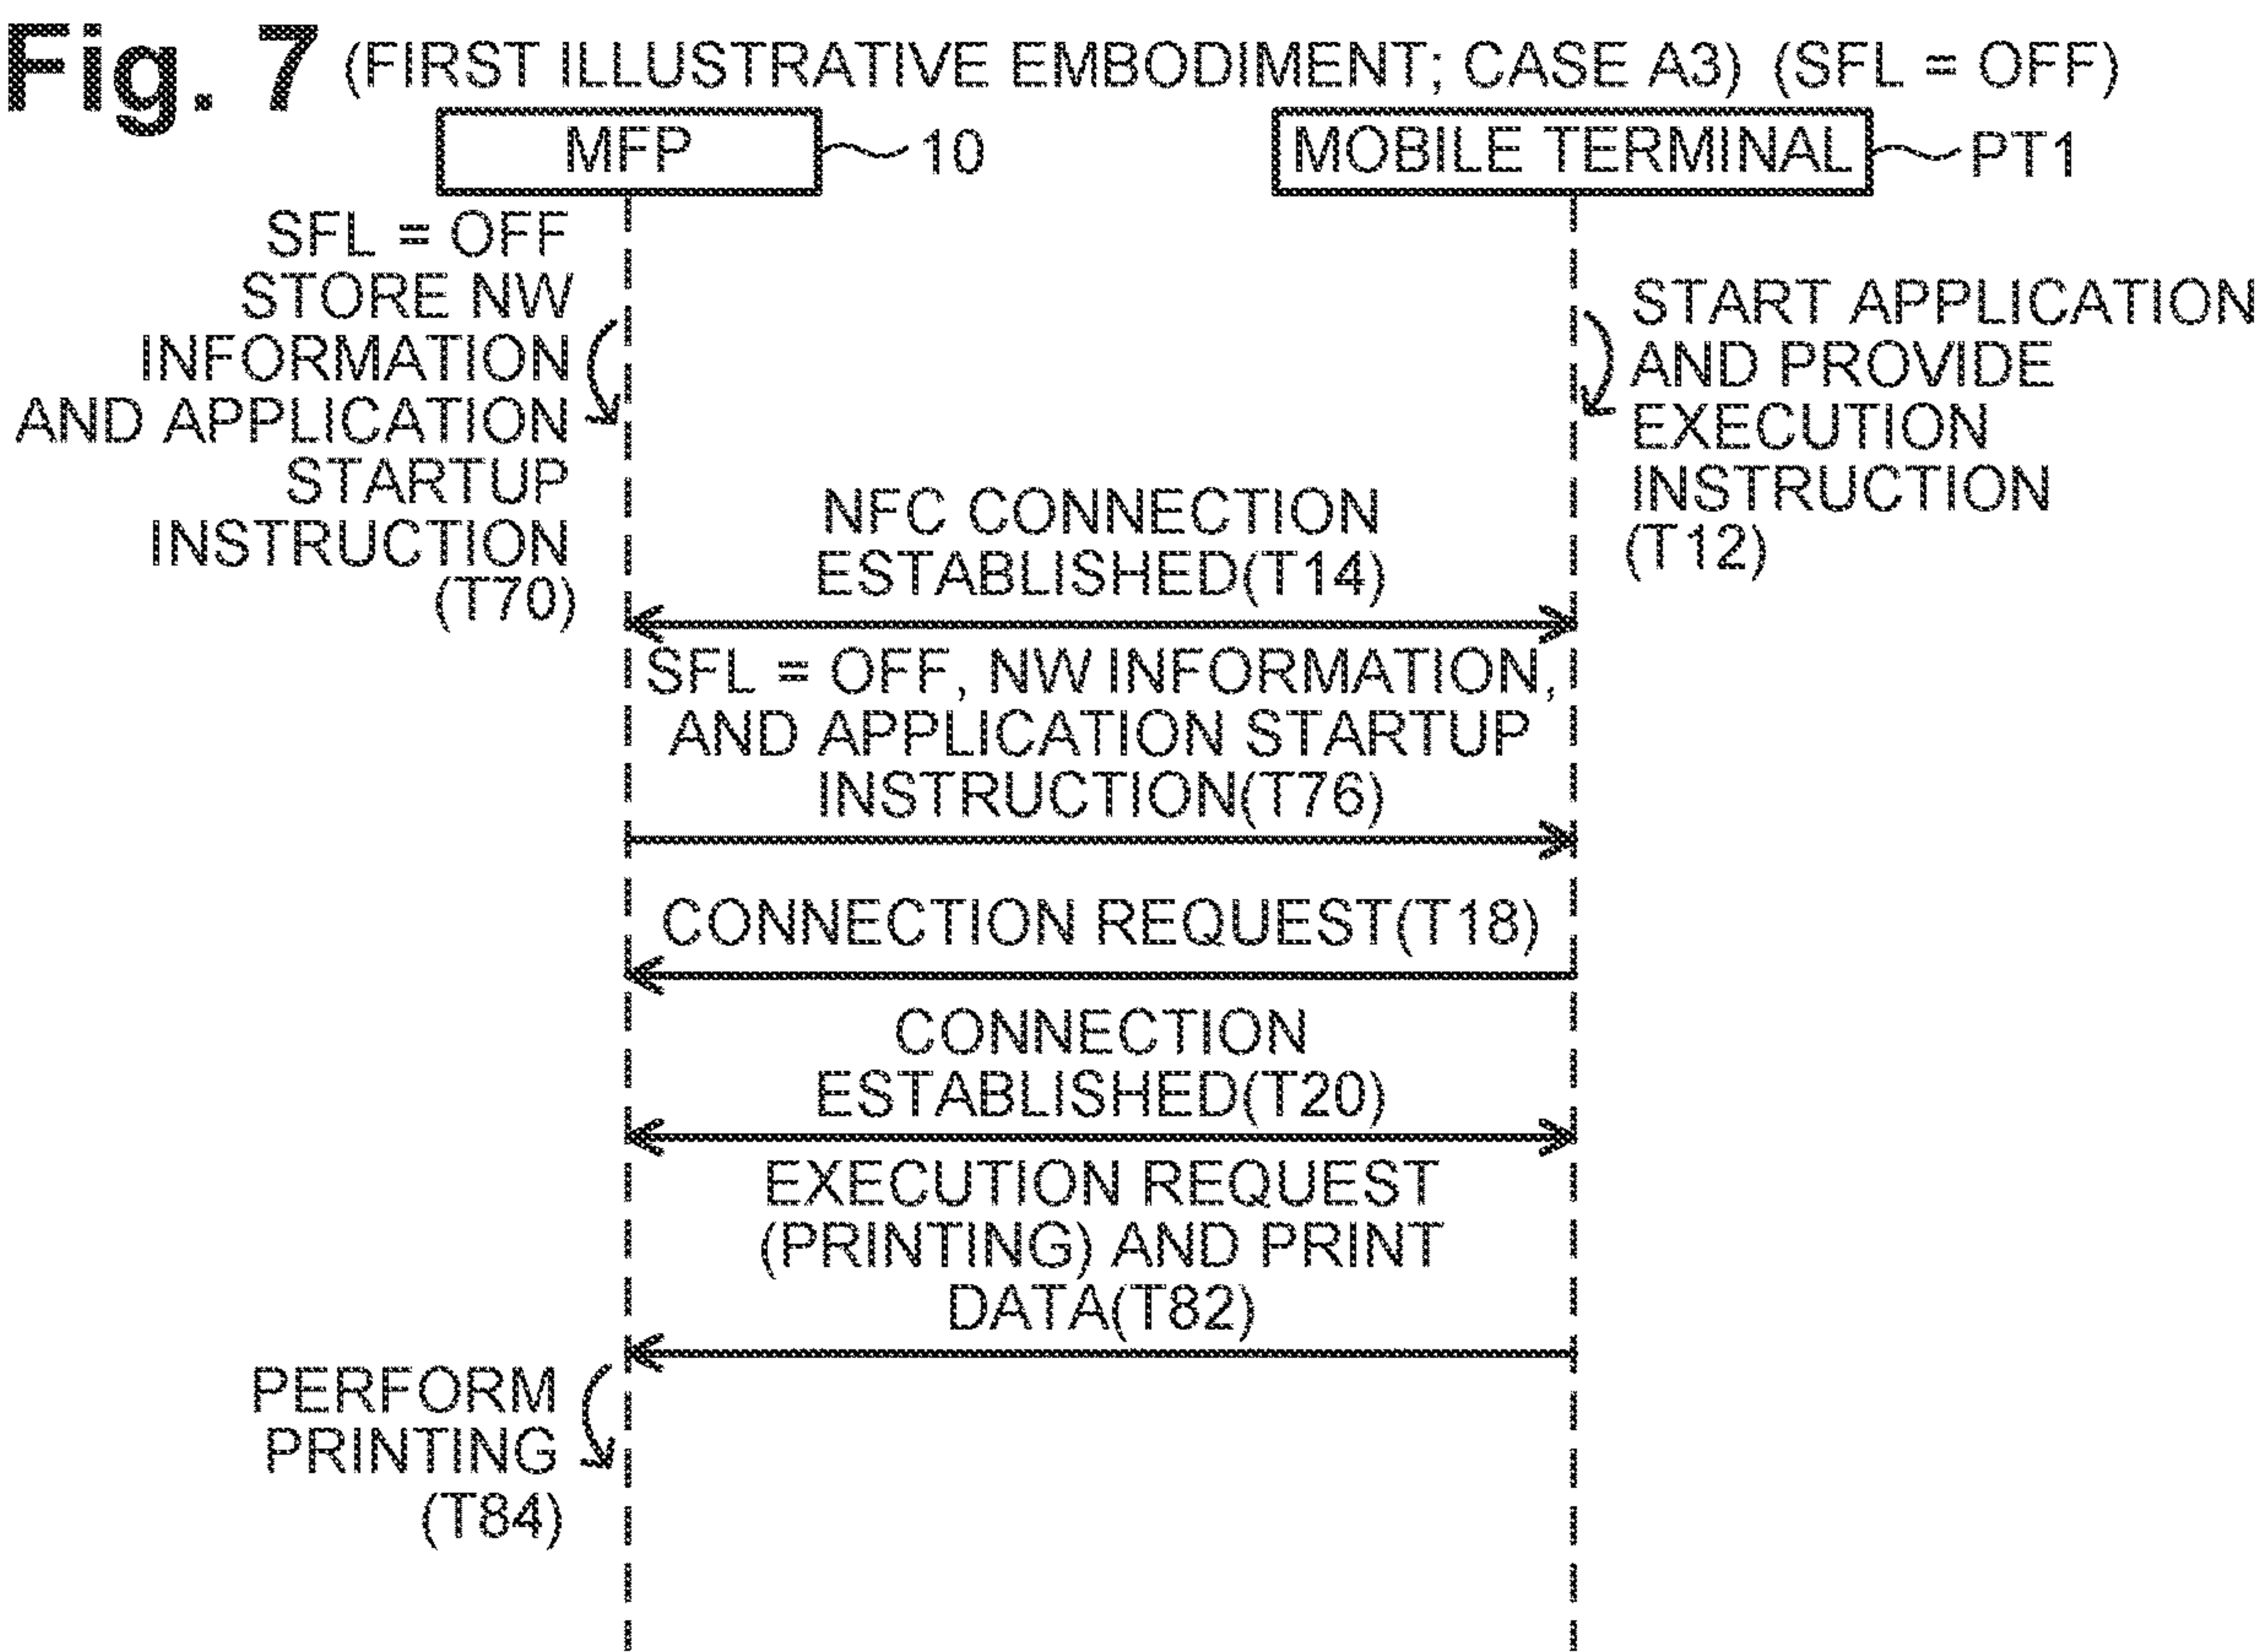 Fig. 7 (FIRST ILLUSTRATIVE EMBODIMENT; CASE A3) (SFL = OFF)
MFP
10
MOBILE TERMINAL
PT1
SFL = OFF
STORE NW
INFORMATION
AND APPLICATION
STARTUP
INSTRUCTION
(T70)
START APPLICATION
AND PROVIDE
EXECUTION
INSTRUCTION
(T12)
NFC CONNECTION
ESTABLISHED(T14)
SFL = OFF, NW INFORMATION,
AND APPLICATION STARTUP
INSTRUCTION(T76)
CONNECTION REQUEST(T18)
CONNECTION
ESTABLISHED(T20)
EXECUTION REQUEST
(PRINTING) AND PRINT
DATA(T82)
PERFORM
PRINTING
(T84)